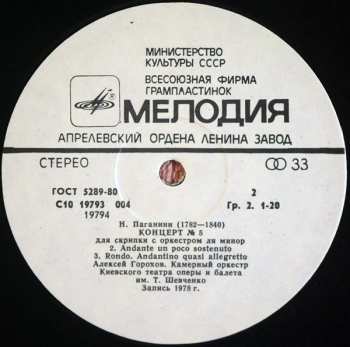 МИНИСТЕРСТВО
КУЛЬТУРЫ СССР
ВСЕСОЮЗНАЯ ФИРМА
ГРАМПЛАСТИНОК
МЕЛОДИЯ
АПРЕЛЕВСКИЙ ОРДЕНА ЛЕНИНА ЗАВОД
СТЕРЕО 33
ГОСТ 5289-80 2
С10 19793 004 Гр. 2. 1-20
19794
Н. Паганини (1782—1840)
КОНЦЕРТ № 5
для скрипки с оркестром ля минор
2. Andante un poco sostenuto
3. Rondo. Andantino quasi allegretto
Алексей Горохов. Камерный оркестр
Киевского театра оперы и балета
им. Т. Шевченко
Запись 1978 г.